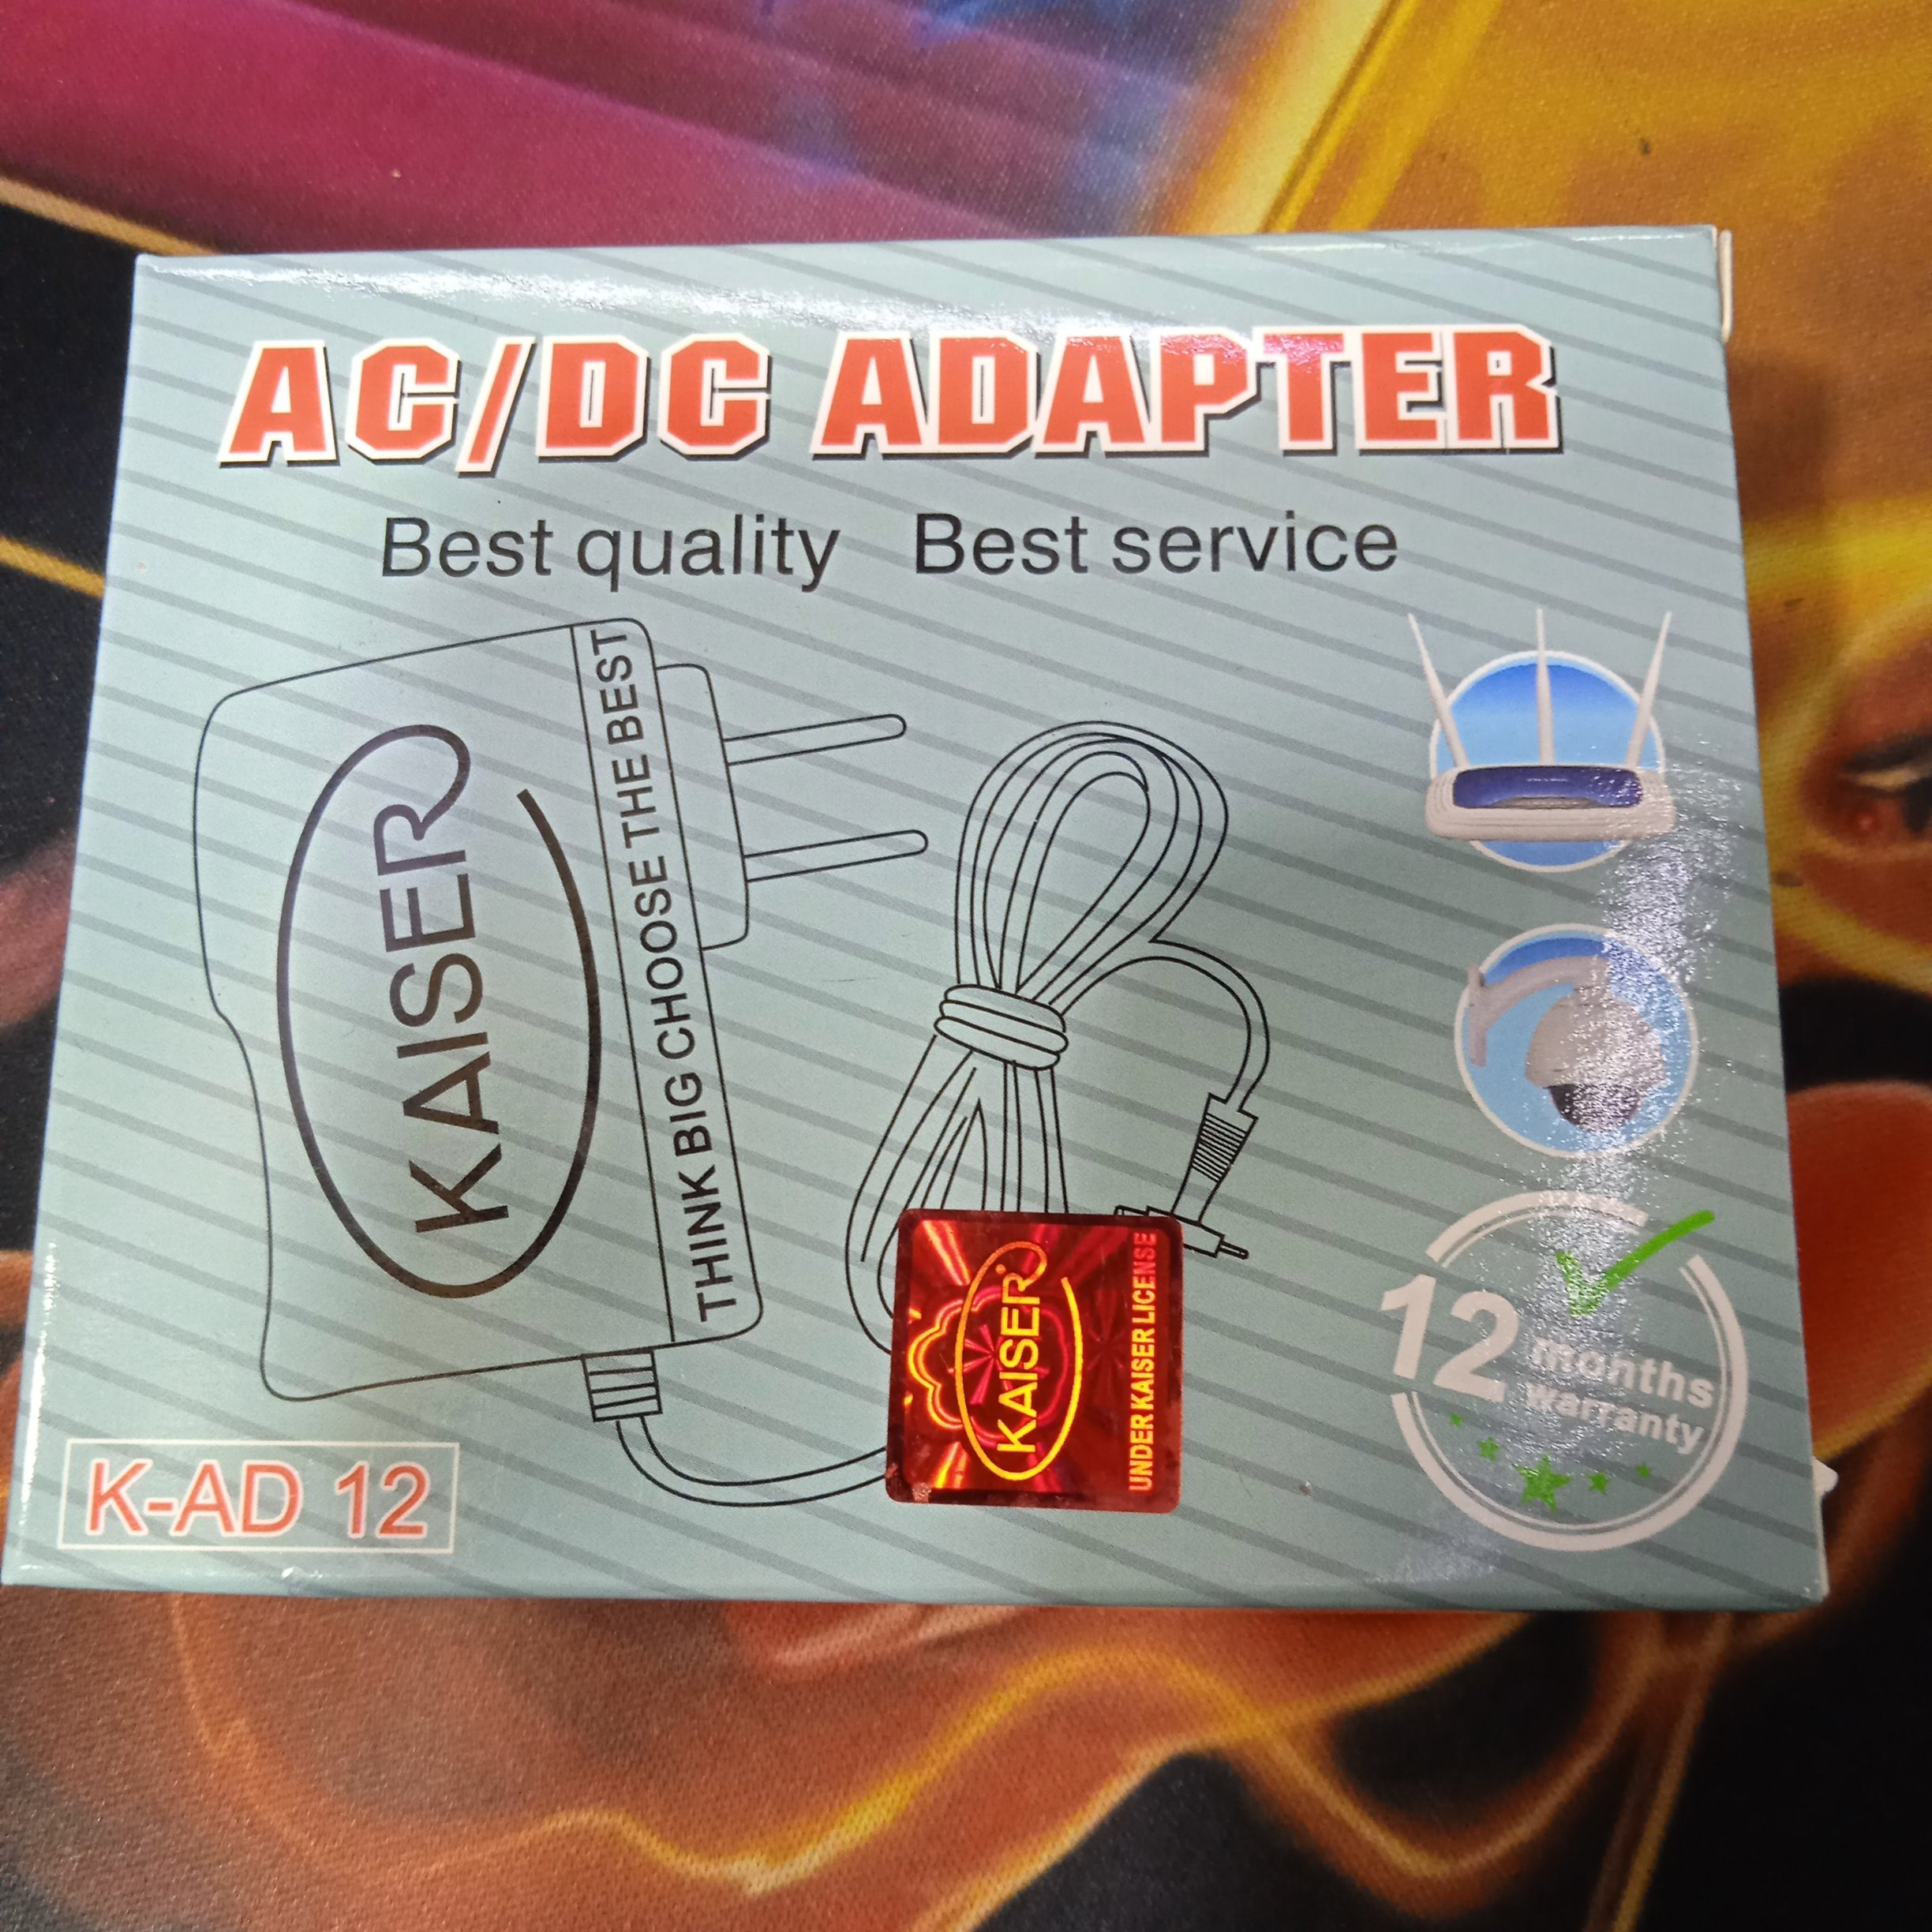 AC/DC ADAPTER
Best quality Best service
KAISER
THINK BIG CHOOSE THE BEST
KAISER
UNDER KAISER LICENSE
12 months
warranty
K-AD 12